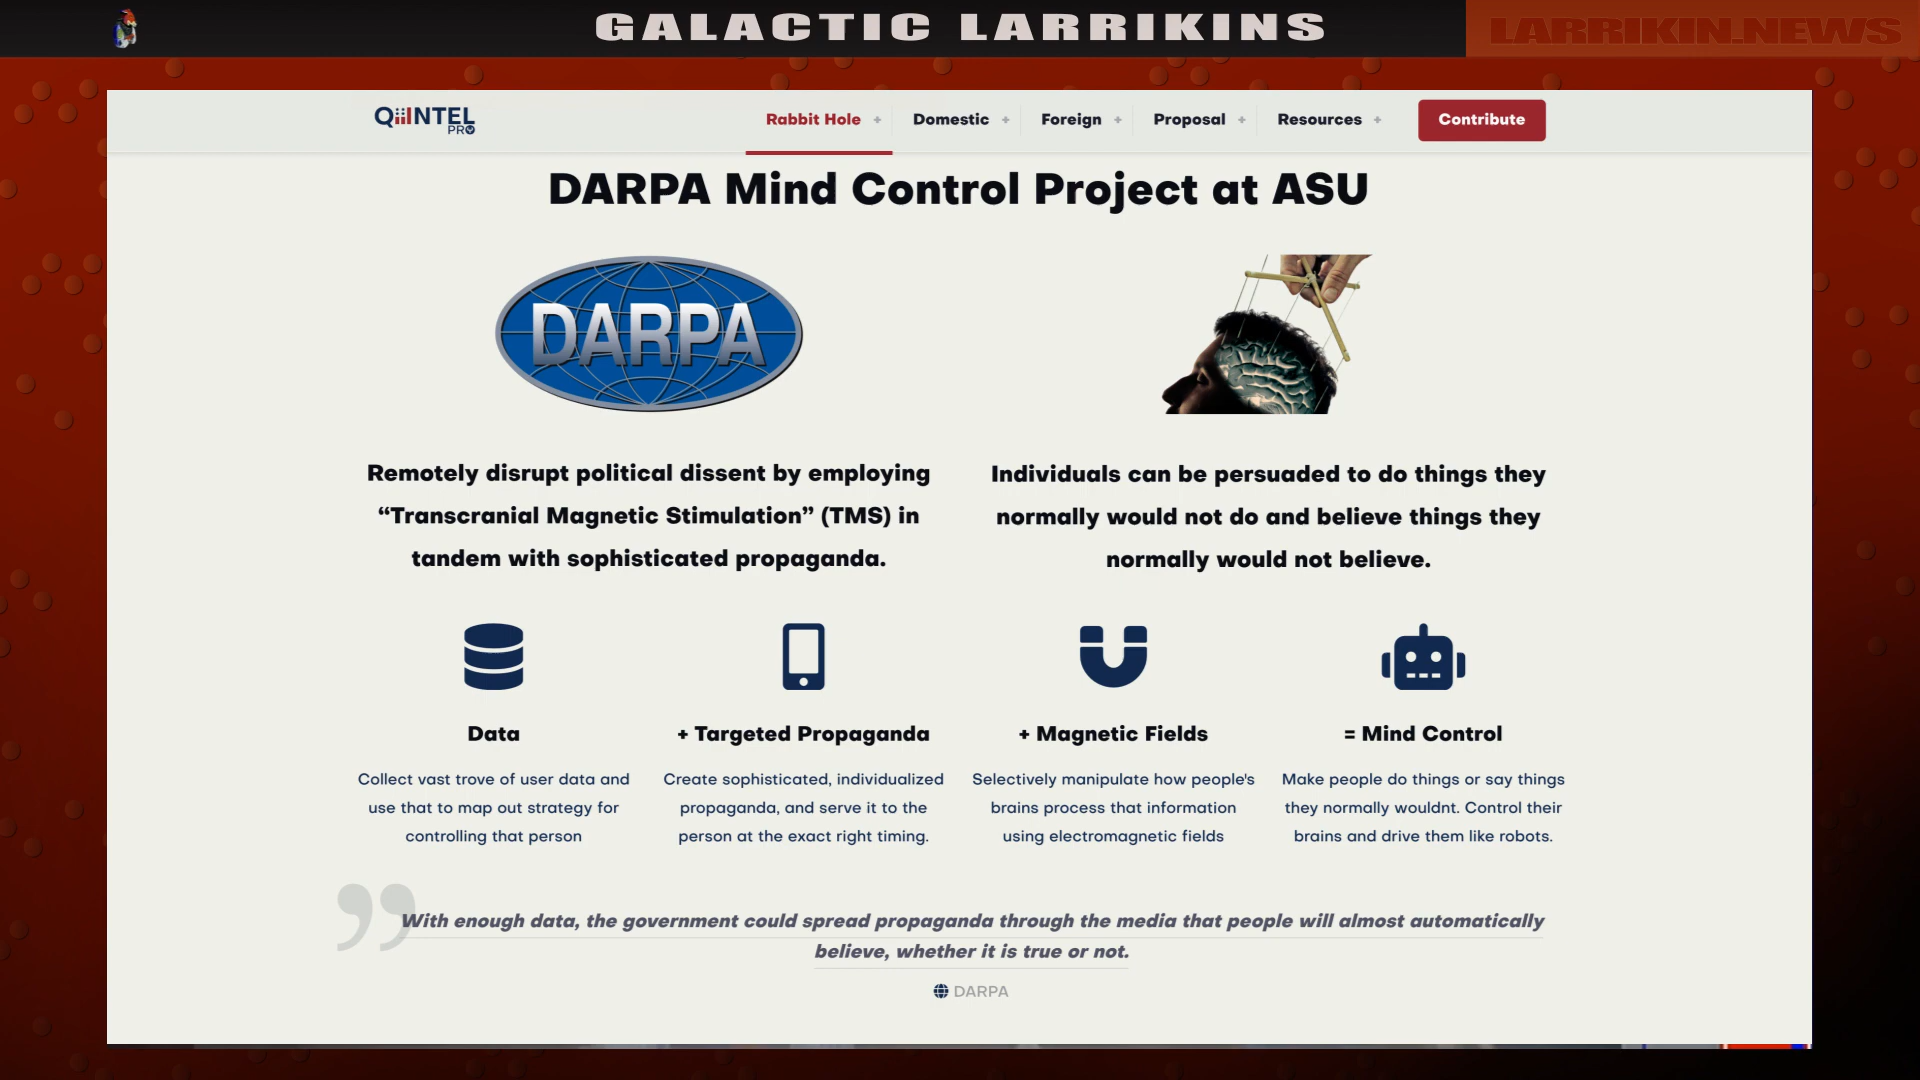 GALACTIC LARRIKINS
LARRIKIN.NEWS
QiiINTEL
PRO
Rabbit Hole + Domestic + Foreign + Proposal + Resources + Contribute
DARPA Mind Control Project at ASU
DARPA
Remotely disrupt political dissent by employing
“Transcranial Magnetic Stimulation” (TMS) in
tandem with sophisticated propaganda.
Individuals can be persuaded to do things they
normally would not do and believe things they
normally would not believe.
Data
Collect vast trove of user data and
use that to map out strategy for
controlling that person
+ Targeted Propaganda
Create sophisticated, individualized
propaganda, and serve it to the
person at the exact right timing.
+ Magnetic Fields
Selectively manipulate how people's
brains process that information
using electromagnetic fields
= Mind Control
Make people do things or say things
they normally wouldnt. Control their
brains and drive them like robots.
”
With enough data, the government could spread propaganda through the media that people will almost automatically
believe, whether it is true or not.
DARPA